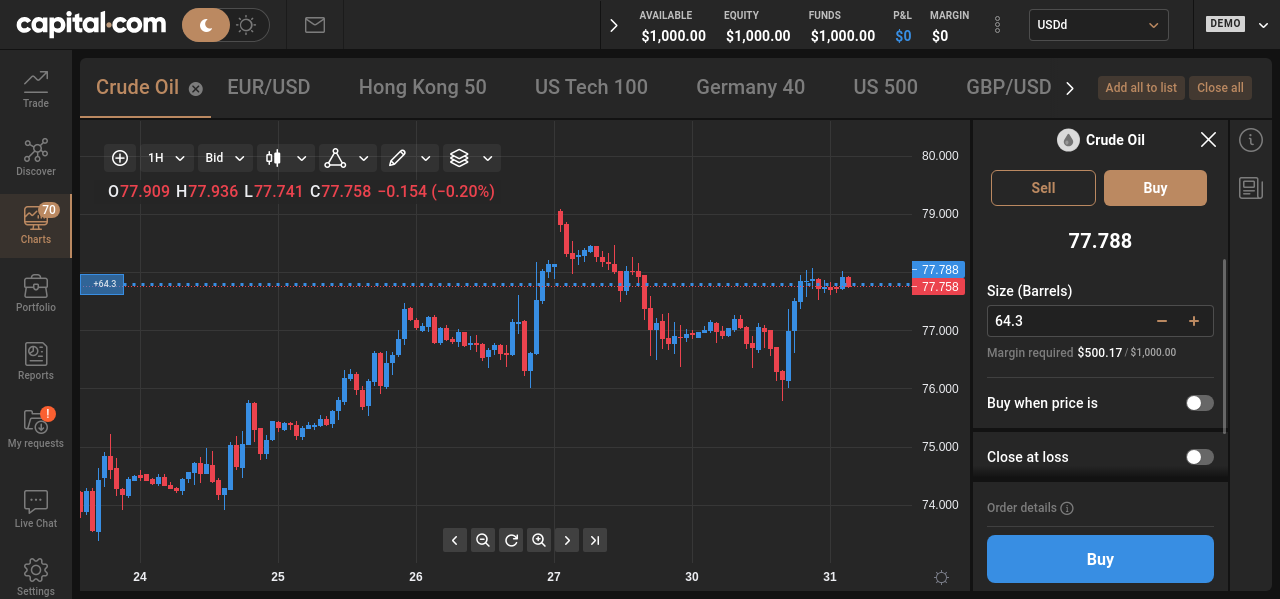 capital.com
AVAILABLE EQUITY FUNDS P&L MARGIN
$1,000.00 $1,000.00 $1,000.00 $0 $0
USDd
DEMO
Trade
Discover
70
Charts
Portfolio
Reports
!
My requests
Live Chat
Settings
Crude Oil EUR/USD Hong Kong 50 US Tech 100 Germany 40 US 500 GBP/USD
Add all to list Close all
1H Bid
O77.909 H77.936 L77.741 C77.758 −0.154 (−0.20%)
+64.3
80.000
79.000
77.788
77.758
77.000
76.000
75.000
74.000
24 25 26 27 30 31
Crude Oil
Sell Buy
77.788
Size (Barrels)
64.3
Margin required $500.17 / $1,000.00
Buy when price is
Close at loss
Order details
Buy